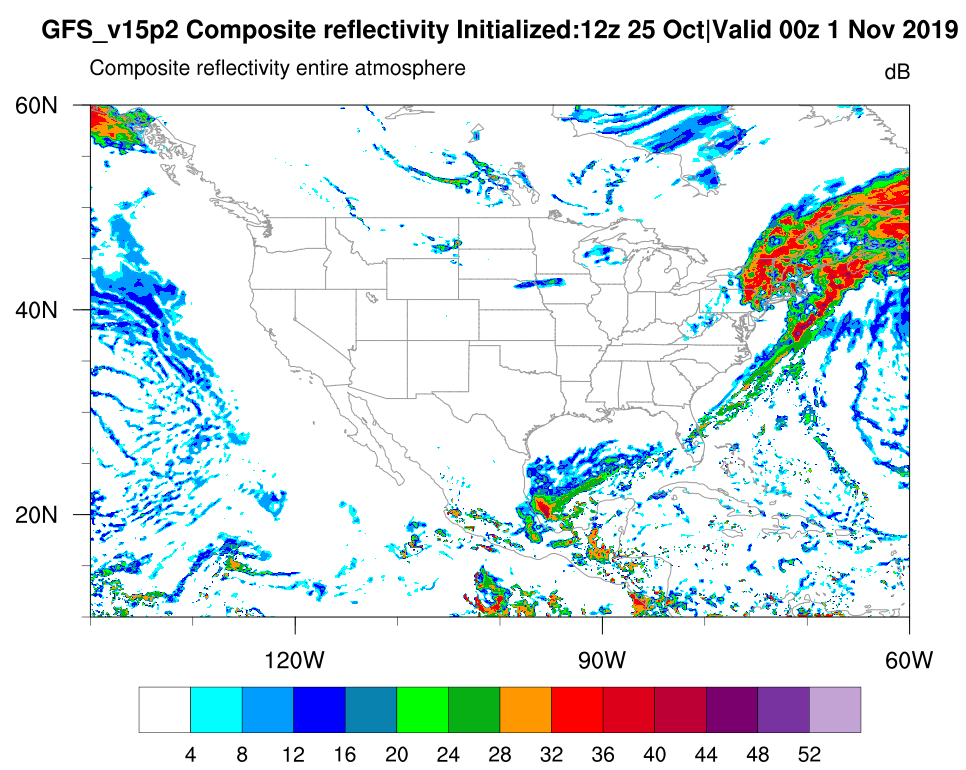 GFS_v15p2 Composite reflectivity Initialized:12z 25 Oct|Valid 00z 1 Nov 2019
Composite reflectivity entire atmosphere dB
60N
40N
20N
120W 90W 60W
4 8 12 16 20 24 28 32 36 40 44 48 52